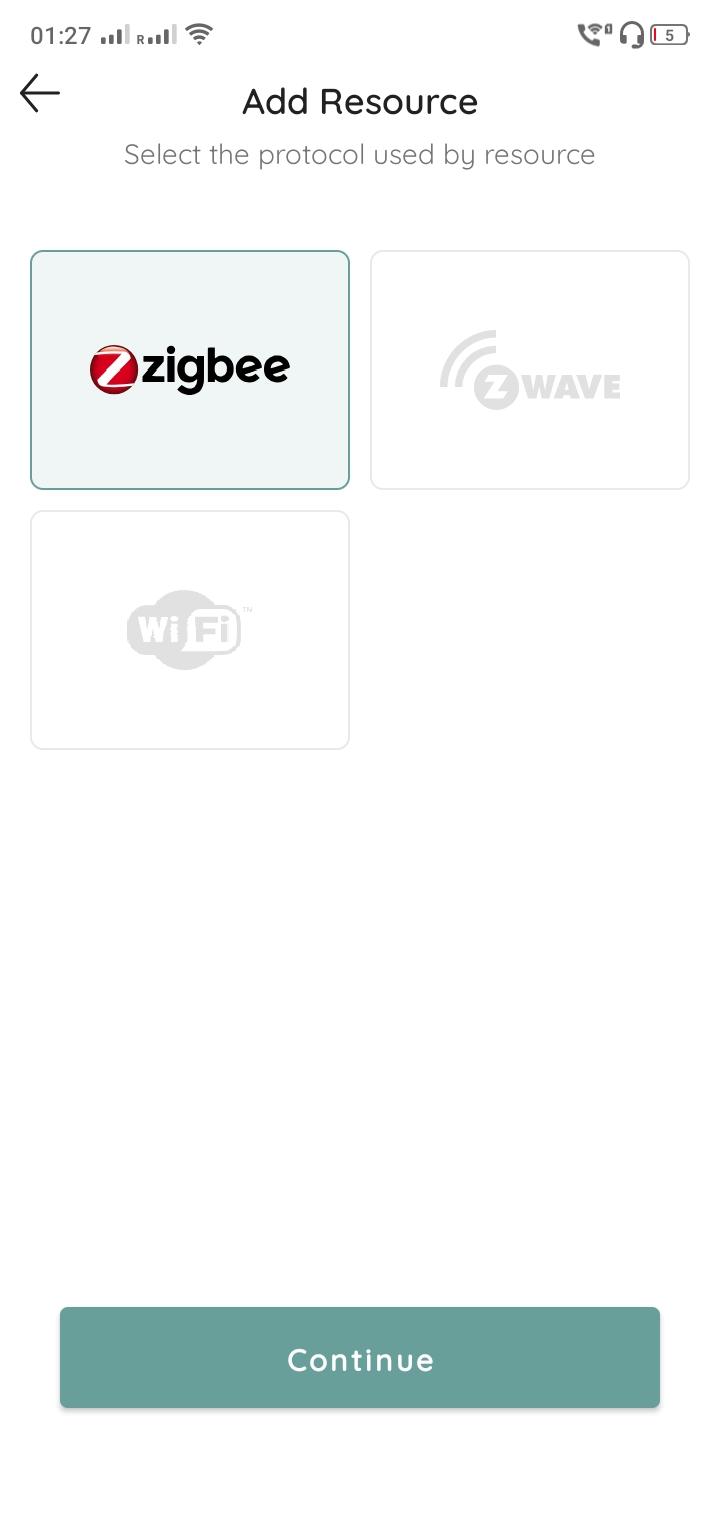 01:27 R 5
Add Resource
Select the protocol used by resource
Z zigbee
Z WAVE
Wi Fi TM
Continue